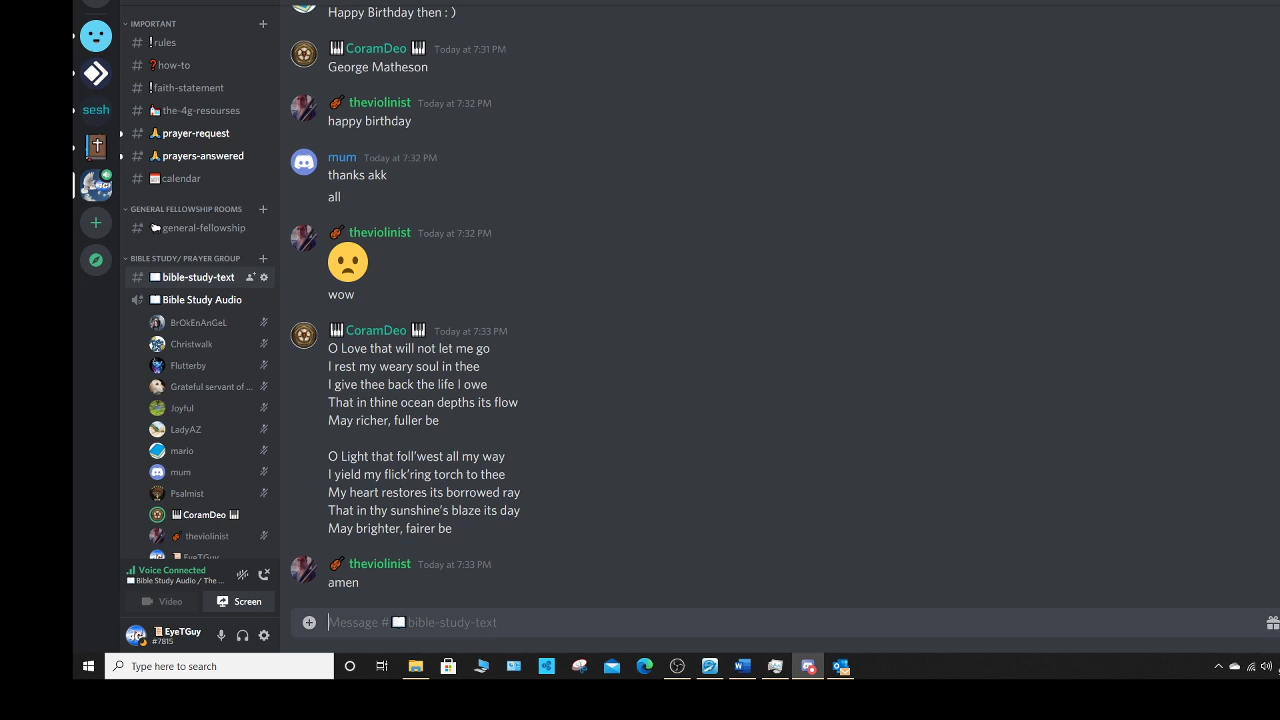 IMPORTANT
!rules
how-to
!faith-statement
the-4g-resourses
prayer-request
prayers-answered
calendar
GENERAL FELLOWSHIP ROOMS
general-fellowship
BIBLE STUDY/ PRAYER GROUP
bible-study-text
Bible Study Audio
BrOkEnAnGeL
Christwalk
Flutterby
Grateful servant of ...
Joyful
LadyAZ
mario
mum
Psalmist
CoramDeo
theviolinist
EyeTGuy
Voice Connected
Bible Study Audio / The ...
Video
Screen
EyeTGuy
#7815
sesh
Happy Birthday then : )
CoramDeo Today at 7:31 PM
George Matheson
theviolinist Today at 7:32 PM
happy birthday
mum Today at 7:32 PM
thanks akk
all
theviolinist Today at 7:32 PM
wow
CoramDeo Today at 7:33 PM
O Love that will not let me go
I rest my weary soul in thee
I give thee back the life I owe
That in thine ocean depths its flow
May richer, fuller be
O Light that foll’west all my way
I yield my flick’ring torch to thee
My heart restores its borrowed ray
That in thy sunshine’s blaze its day
May brighter, fairer be
theviolinist Today at 7:33 PM
amen
Message # bible-study-text
Type here to search